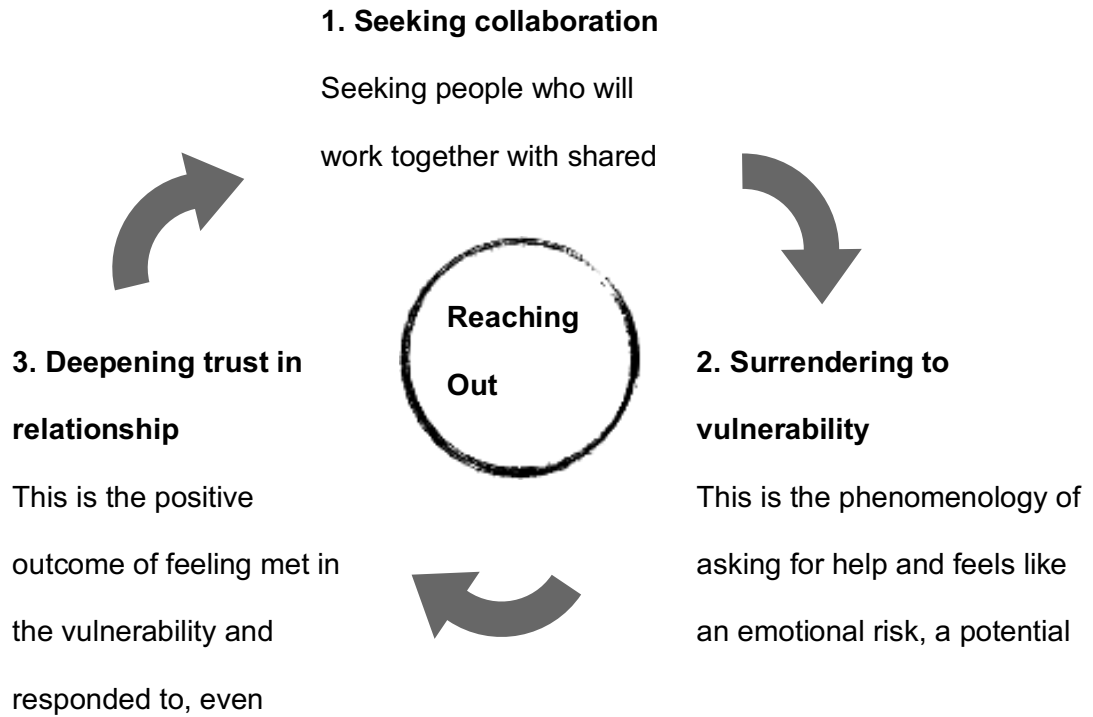 1. Seeking collaboration
Seeking people who will
work together with shared
Reaching
Out
2. Surrendering to
vulnerability
This is the phenomenology of
asking for help and feels like
an emotional risk, a potential
3. Deepening trust in
relationship
This is the positive
outcome of feeling met in
the vulnerability and
responded to, even